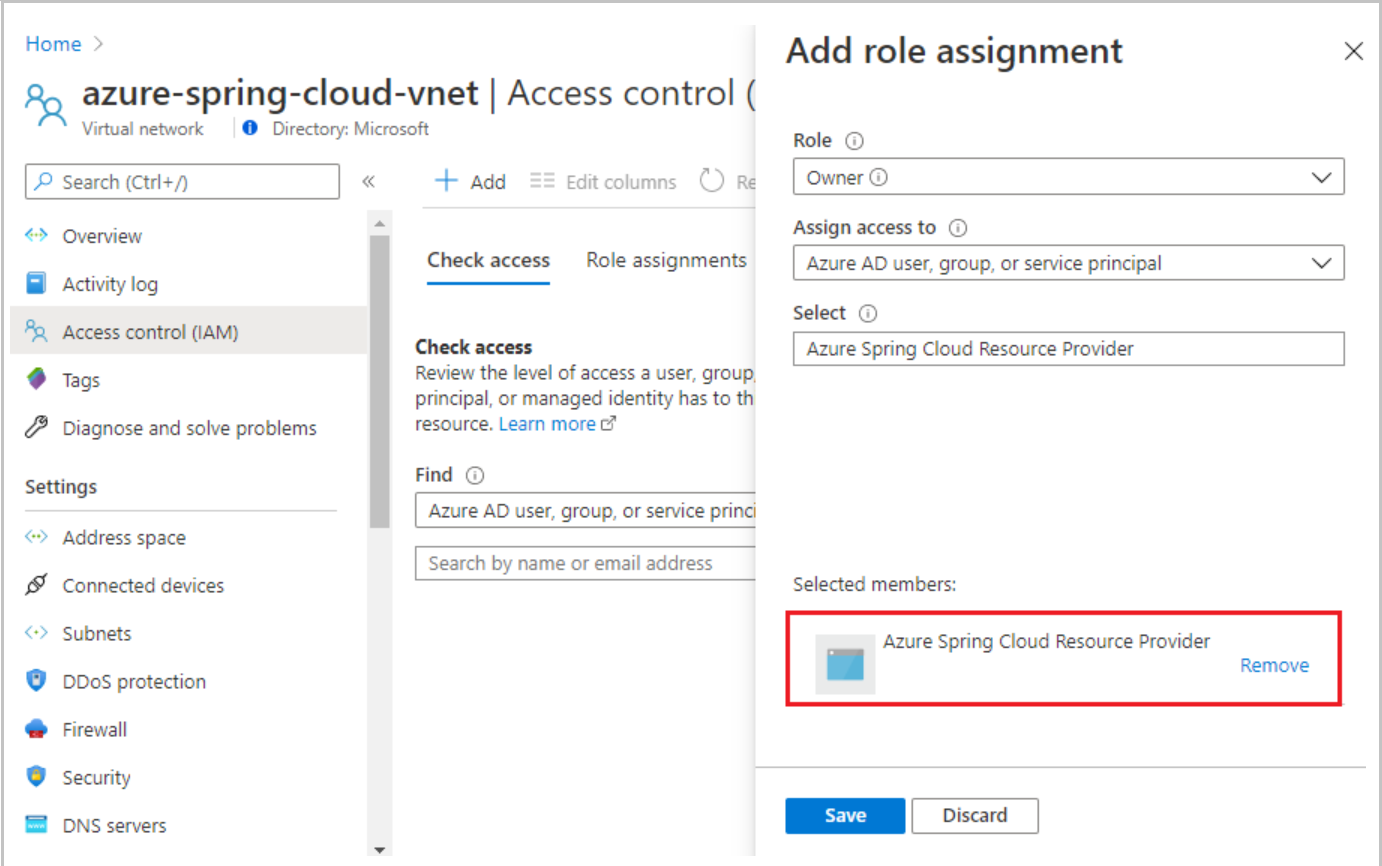 Home
azure-spring-cloud-vnet | Access control (
Virtual network
Directory: Microsoft
Search (Ctrl+/)
Overview
Activity log
Access control (IAM)
Tags
Diagnose and solve problems
Settings
Address space
Connected devices
Subnets
DDoS protection
Firewall
Security
DNS servers
Add
Edit columns
Re
Check access
Role assignments
Check access
Review the level of access a user, group,
principal, or managed identity has to th
resource. Learn more
Find
Azure AD user, group, or service princi
Search by name or email address
Add role assignment
Role
Owner
Assign access to
Azure AD user, group, or service principal
Select
Azure Spring Cloud Resource Provider
Selected members:
Azure Spring Cloud Resource Provider
Remove
Save
Discard